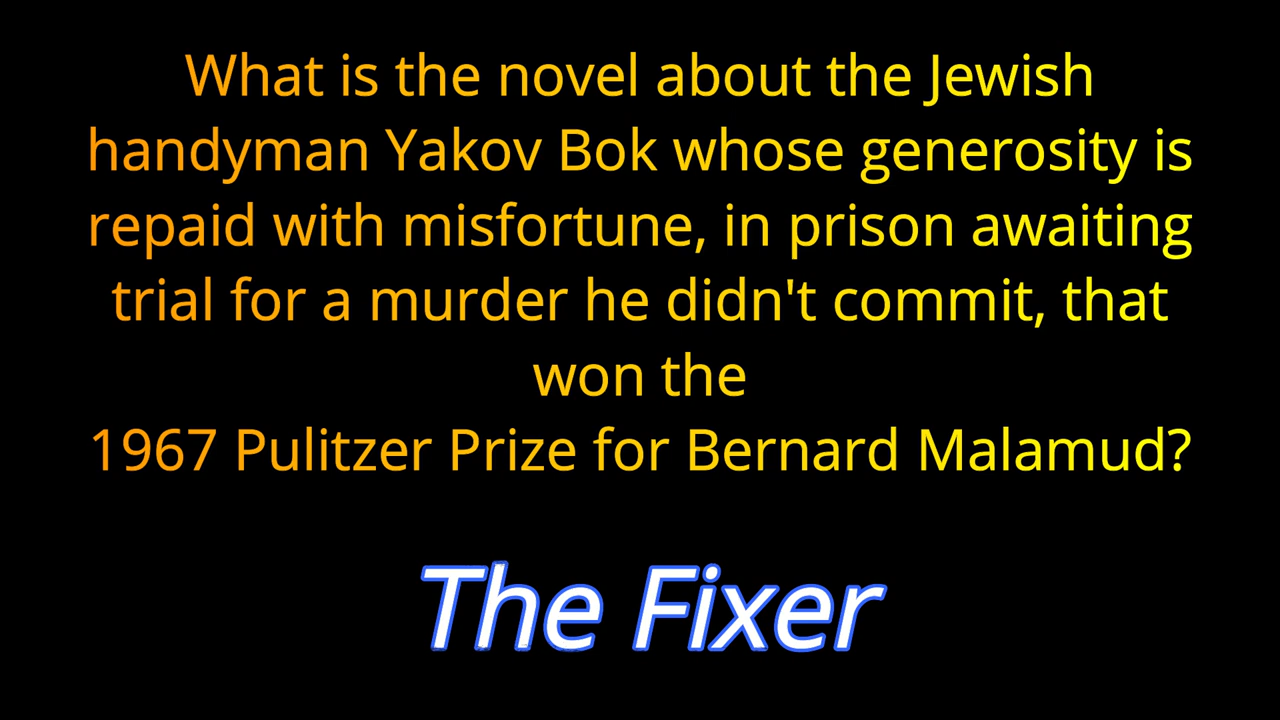 What is the novel about the Jewish
handyman Yakov Bok whose generosity is
repaid with misfortune, in prison awaiting
trial for a murder he didn't commit, that
won the
1967 Pulitzer Prize for Bernard Malamud?
The Fixer